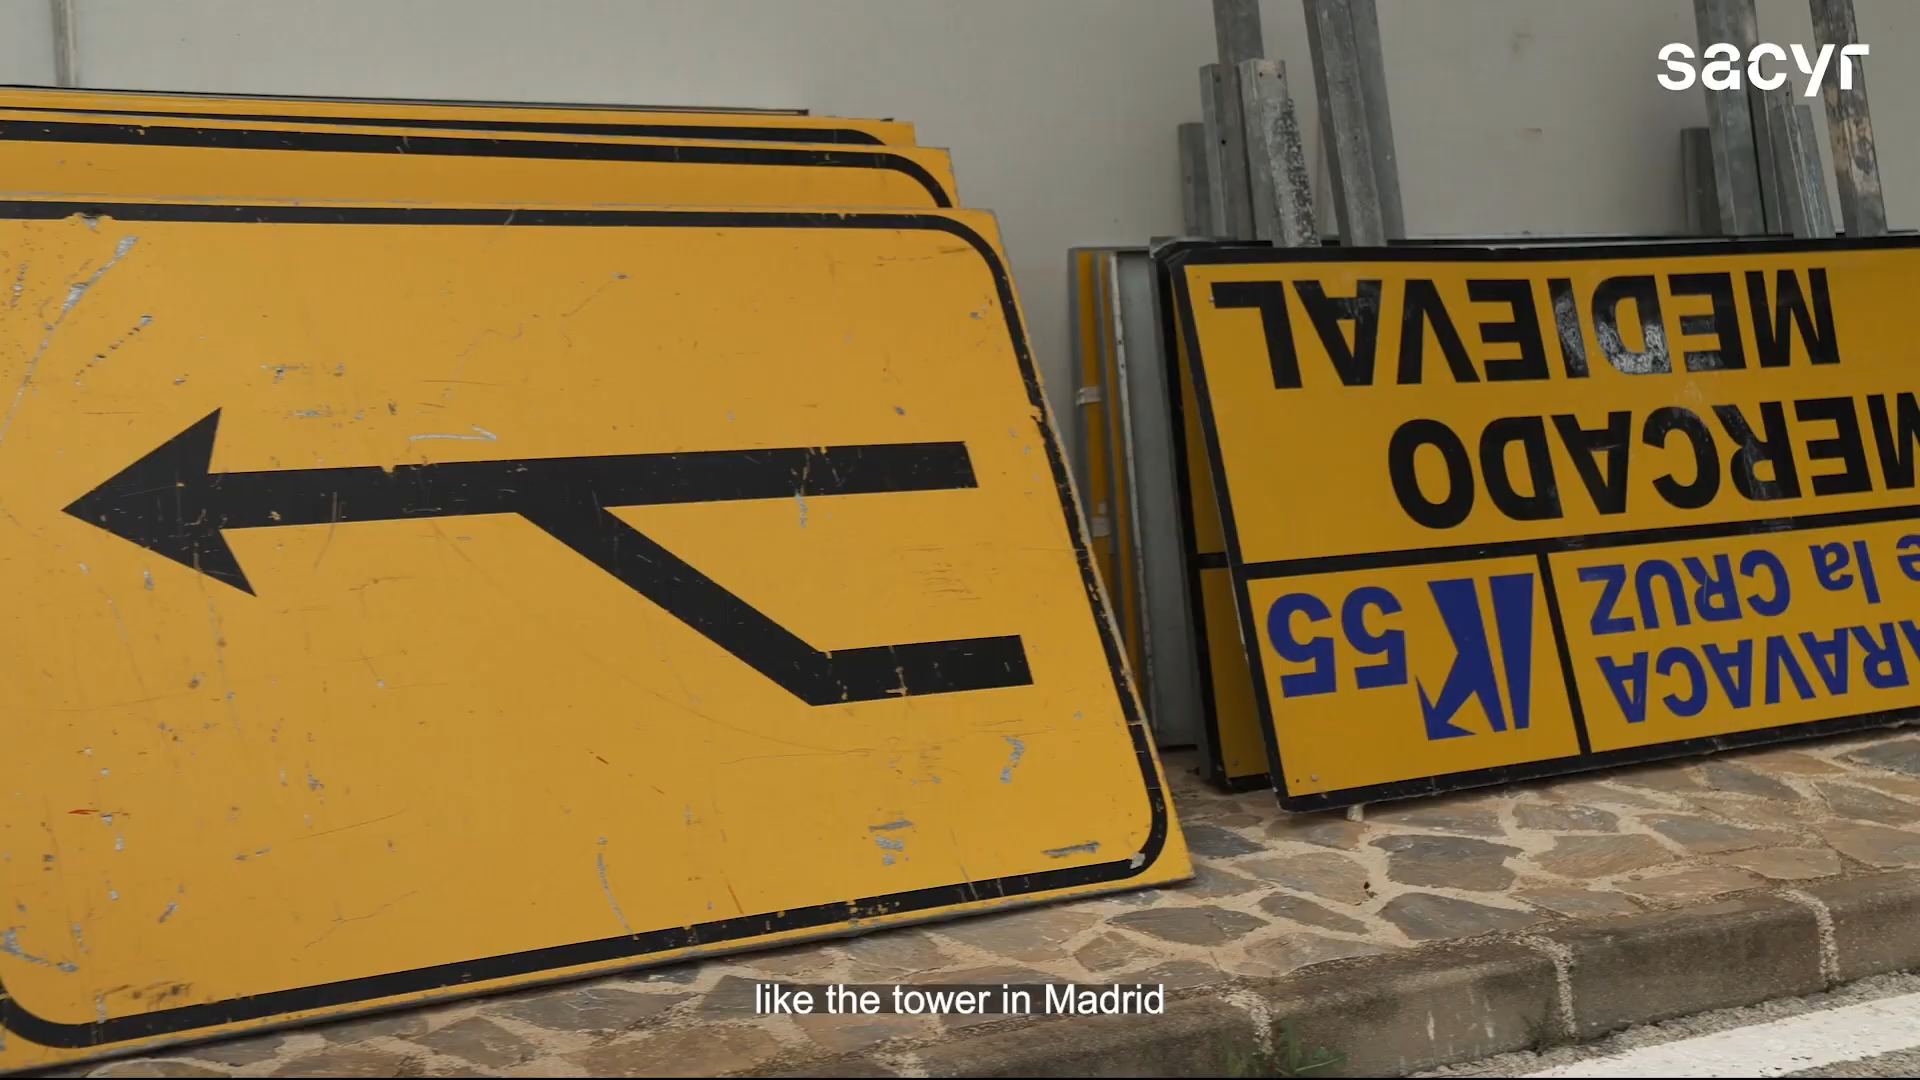 sacyr
MEDIEVAL
MERCADO
55
e la CRUZ
ARAVACA
like the tower in Madrid